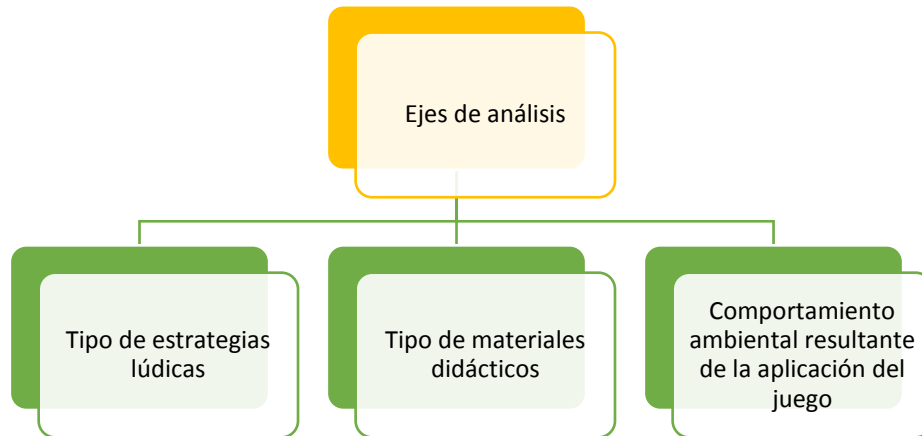 Ejes de análisis
Tipo de estrategias
lúdicas
Tipo de materiales
didácticos
Comportamiento
ambiental resultante
de la aplicación del
juego